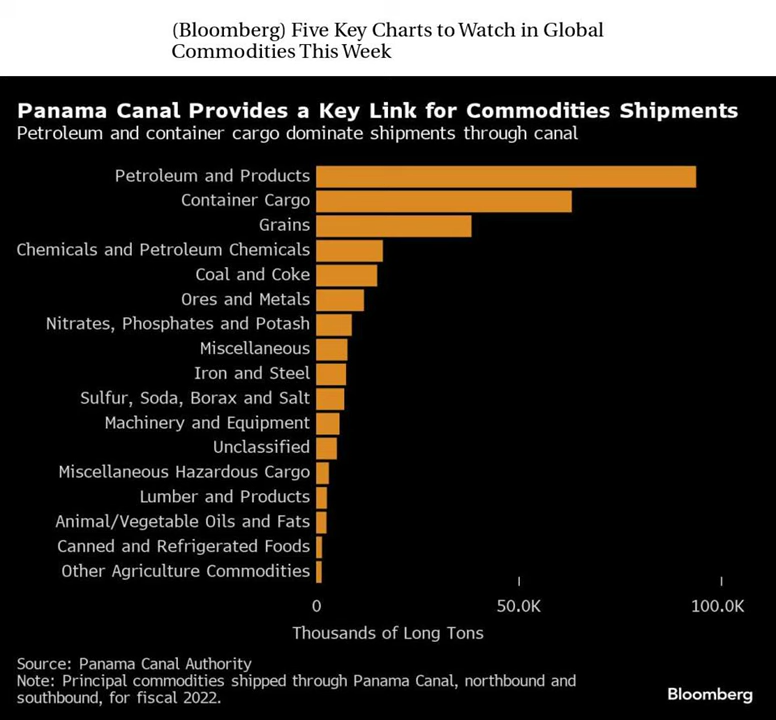 (Bloomberg) Five Key Charts to Watch in Global
Commodities This Week
Panama Canal Provides a Key Link for Commodities Shipments
Petroleum and container cargo dominate shipments through canal
Petroleum and Products
Container Cargo
Grains
Chemicals and Petroleum Chemicals
Coal and Coke
Ores and Metals
Nitrates, Phosphates and Potash
Miscellaneous
Iron and Steel
Sulfur, Soda, Borax and Salt
Machinery and Equipment
Unclassified
Miscellaneous Hazardous Cargo
Lumber and Products
Animal/Vegetable Oils and Fats
Canned and Refrigerated Foods
Other Agriculture Commodities
0 50.0K 100.0K
Thousands of Long Tons
Source: Panama Canal Authority
Note: Principal commodities shipped through Panama Canal, northbound and
southbound, for fiscal 2022.
Bloomberg